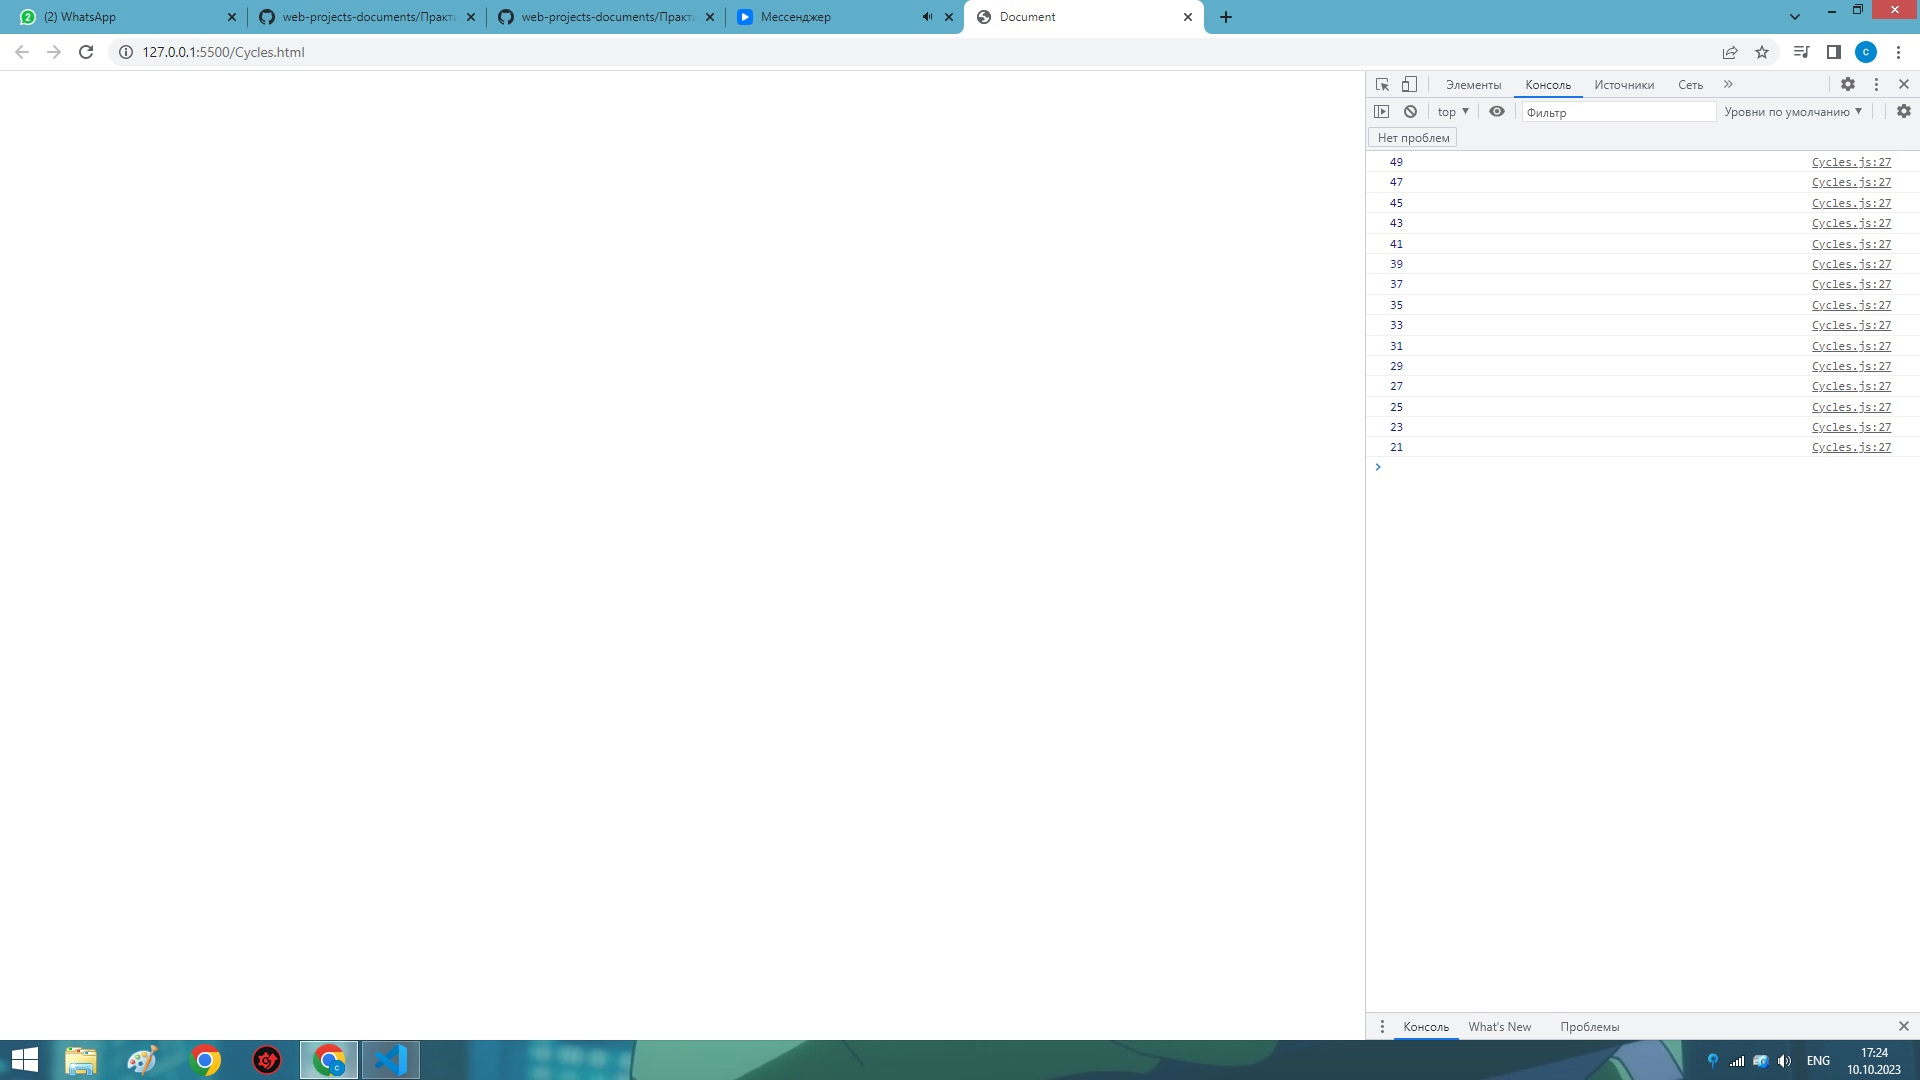 2 (2) WhatsApp
web-projects-documents/Практи
web-projects-documents/Практи
Мессенджер
Document
127.0.0.1:5500/Cycles.html
c
Элементы
Консоль
Источники
Сеть
top
Фильтр
Уровни по умолчанию
Нет проблем
49 Cycles.js:27
47 Cycles.js:27
45 Cycles.js:27
43 Cycles.js:27
41 Cycles.js:27
39 Cycles.js:27
37 Cycles.js:27
35 Cycles.js:27
33 Cycles.js:27
31 Cycles.js:27
29 Cycles.js:27
27 Cycles.js:27
25 Cycles.js:27
23 Cycles.js:27
21 Cycles.js:27
Консоль
What's New
Проблемы
c
ENG
17:24
10.10.2023